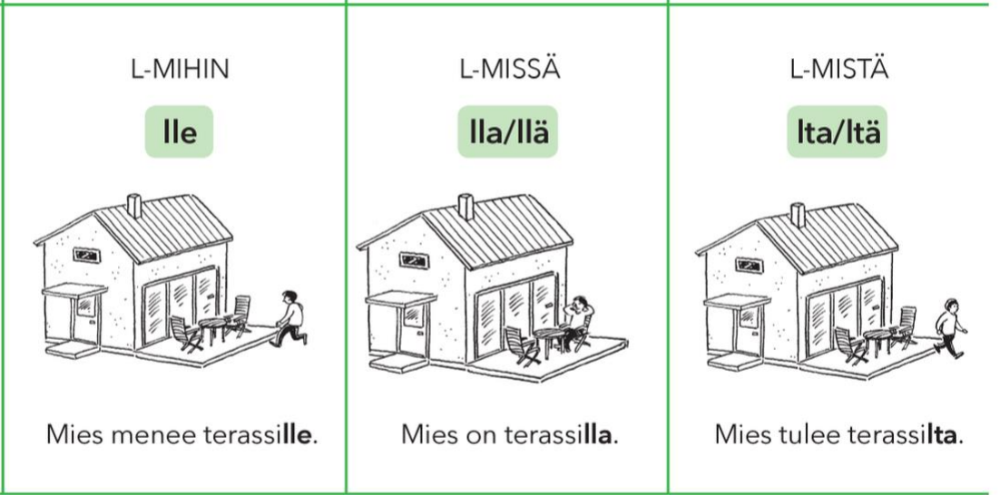 L-MIHIN
lle
Mies menee terassille.
L-MISSÄ
lla/llä
Mies on terassilla.
L-MISTÄ
lta/ltä
Mies tulee terassilta.